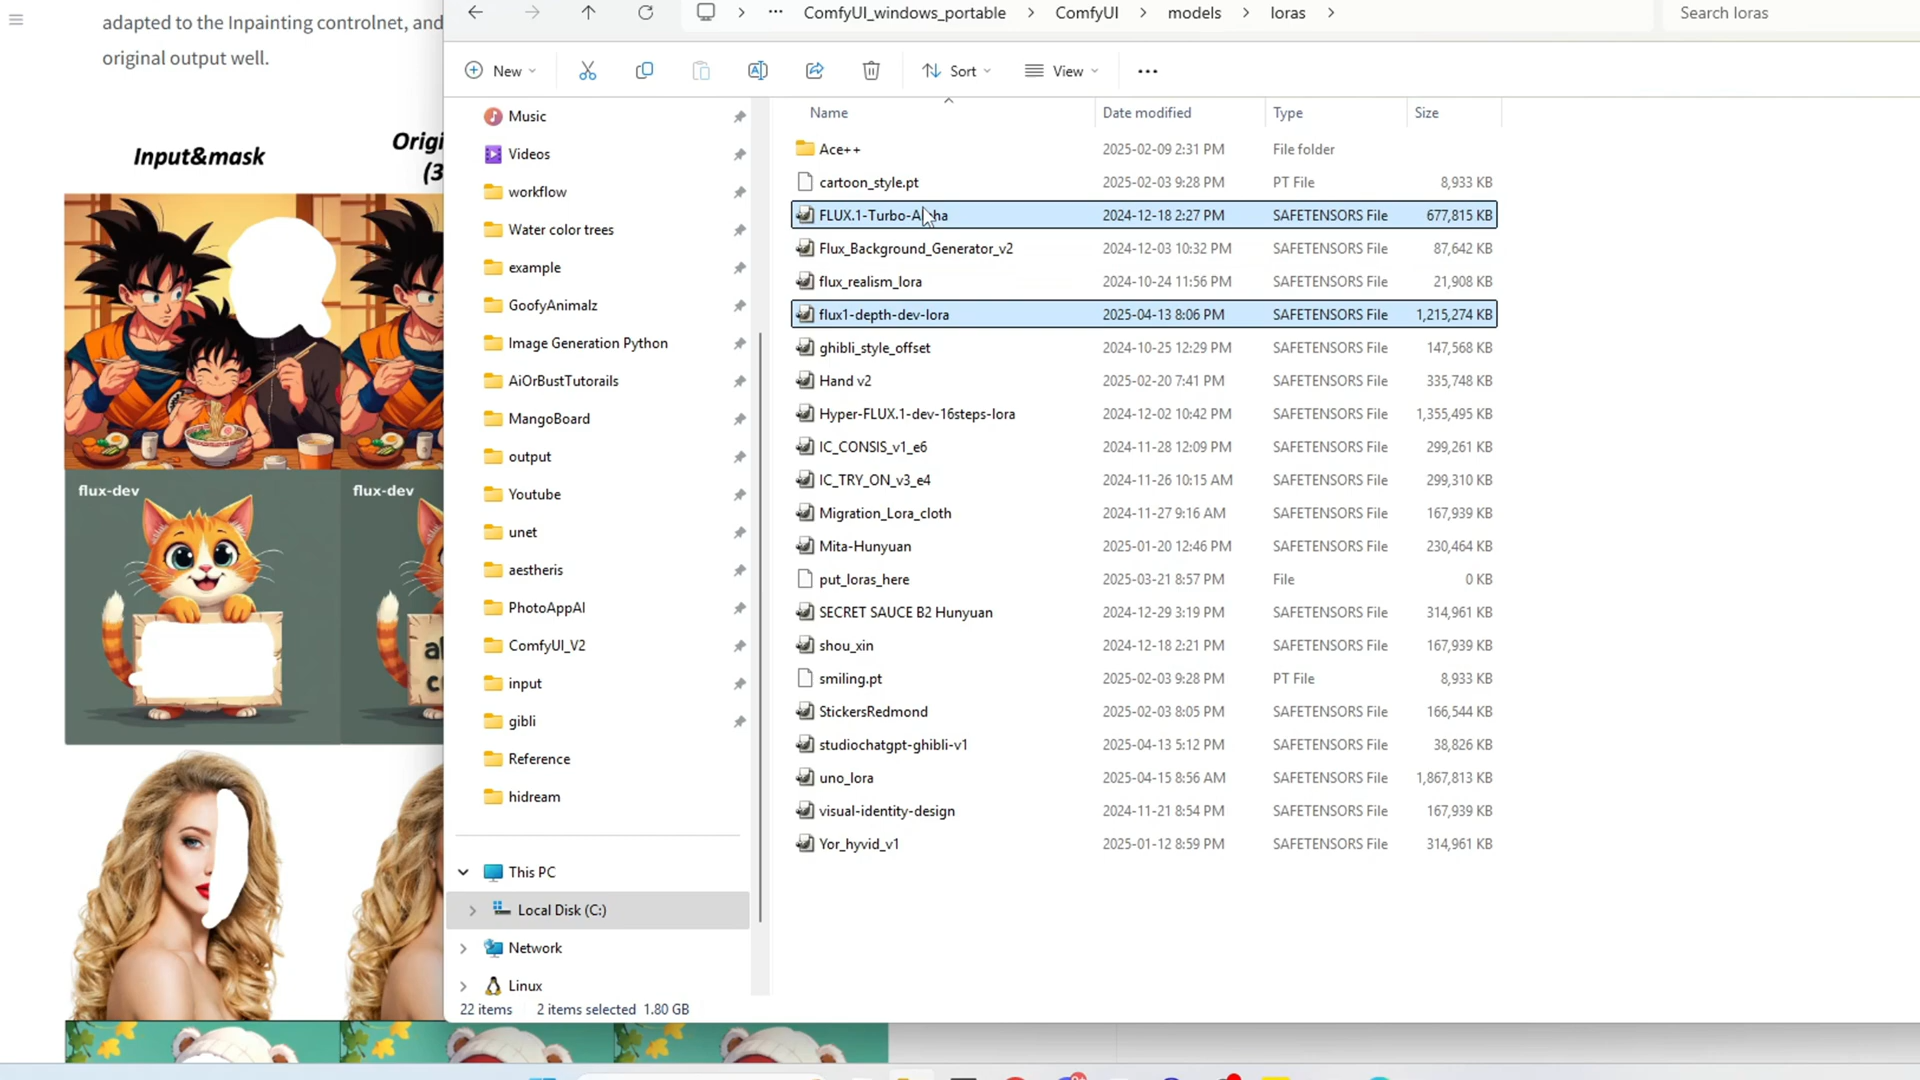 adapted to the Inpainting controlnet, and
original output well.
Input&mask
Origi
(3
flux-dev
flux-dev
ComfyUI_windows_portable
ComfyUI
models
loras
Search loras
New
Sort
View
Music
Videos
workflow
Water color trees
example
GoofyAnimalz
Image Generation Python
AiOrBustTutorails
MangoBoard
output
Youtube
unet
aestheris
PhotoAppAI
ComfyUI_V2
input
gibli
Reference
hidream
This PC
Local Disk (C:)
Network
Linux
Name Date modified Type Size
Ace++ 2025-02-09 2:31 PM File folder
cartoon_style.pt 2025-02-03 9:28 PM PT File 8,933 KB
FLUX.1-Turbo-Alpha 2024-12-18 2:27 PM SAFETENSORS File 677,815 KB
Flux_Background_Generator_v2 2024-12-03 10:32 PM SAFETENSORS File 87,642 KB
flux_realism_lora 2024-10-24 11:56 PM SAFETENSORS File 21,908 KB
flux1-depth-dev-lora 2025-04-13 8:06 PM SAFETENSORS File 1,215,274 KB
ghibli_style_offset 2024-10-25 12:29 PM SAFETENSORS File 147,568 KB
Hand v2 2025-02-20 7:41 PM SAFETENSORS File 335,748 KB
Hyper-FLUX.1-dev-16steps-lora 2024-12-02 10:42 PM SAFETENSORS File 1,355,495 KB
IC_CONSIS_v1_e6 2024-11-28 12:09 PM SAFETENSORS File 299,261 KB
IC_TRY_ON_v3_e4 2024-11-26 10:15 AM SAFETENSORS File 299,310 KB
Migration_Lora_cloth 2024-11-27 9:16 AM SAFETENSORS File 167,939 KB
Mita-Hunyuan 2025-01-20 12:46 PM SAFETENSORS File 230,464 KB
put_loras_here 2025-03-21 8:57 PM File 0 KB
SECRET SAUCE B2 Hunyuan 2024-12-29 3:19 PM SAFETENSORS File 314,961 KB
shou_xin 2024-12-18 2:21 PM SAFETENSORS File 167,939 KB
smiling.pt 2025-02-03 9:28 PM PT File 8,933 KB
StickersRedmond 2025-02-03 8:05 PM SAFETENSORS File 166,544 KB
studiochatgpt-ghibli-v1 2025-04-13 5:12 PM SAFETENSORS File 38,826 KB
uno_lora 2025-04-15 8:56 AM SAFETENSORS File 1,867,813 KB
visual-identity-design 2024-11-21 8:54 PM SAFETENSORS File 167,939 KB
Yor_hyvid_v1 2025-01-12 8:59 PM SAFETENSORS File 314,961 KB
22 items 2 items selected 1.80 GB